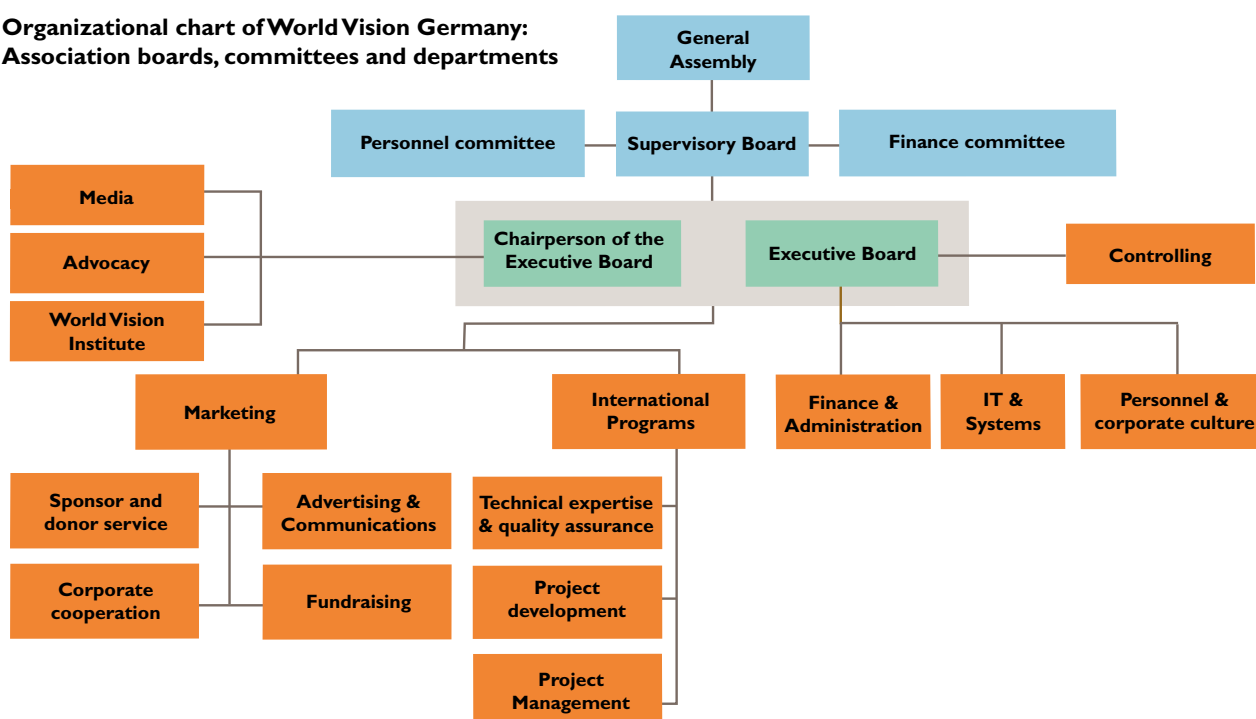 Organizational chart of World Vision Germany:
Association boards, committees and departments
General
Assembly
Personnel committee
Supervisory Board
Finance committee
Media
Advocacy
World Vision
Institute
Chairperson of the
Executive Board
Executive Board
Controlling
Marketing
International
Programs
Finance &
Administration
IT &
Systems
Personnel &
corporate culture
Sponsor and
donor service
Advertising &
Communications
Corporate
cooperation
Fundraising
Technical expertise
& quality assurance
Project
development
Project
Management